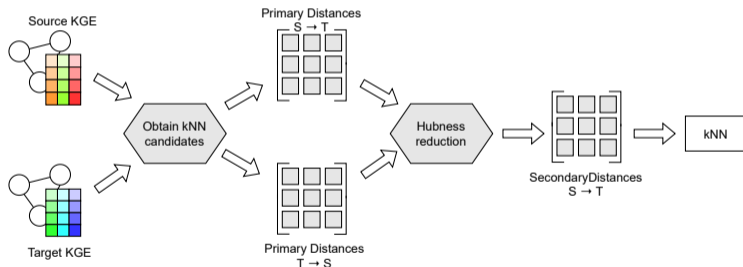 Source KGE
Target KGE
Obtain kNN
candidates
Primary Distances
S → T
Primary Distances
T → S
Hubness
reduction
SecondaryDistances
S → T
kNN